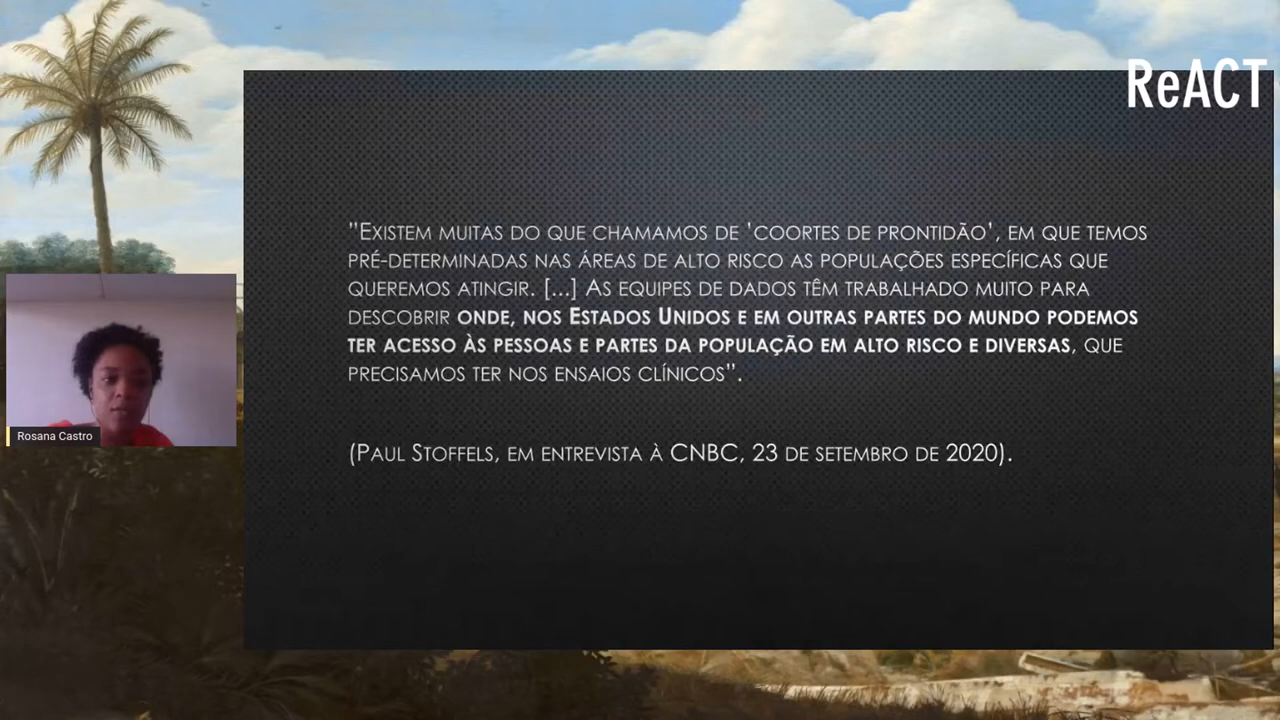 ReACT
"Existem muitas do que chamamos de 'coortes de prontidão', em que temos
pré-determinadas nas áreas de alto risco as populações específicas que
queremos atingir. [...] As equipes de dados têm trabalhado muito para
descobrir onde, nos Estados Unidos e em outras partes do mundo podemos
ter acesso às pessoas e partes da população em alto risco e diversas, que
precisamos ter nos ensaios clínicos".
(Paul Stoffels, em entrevista à CNBC, 23 de setembro de 2020).
Rosana Castro